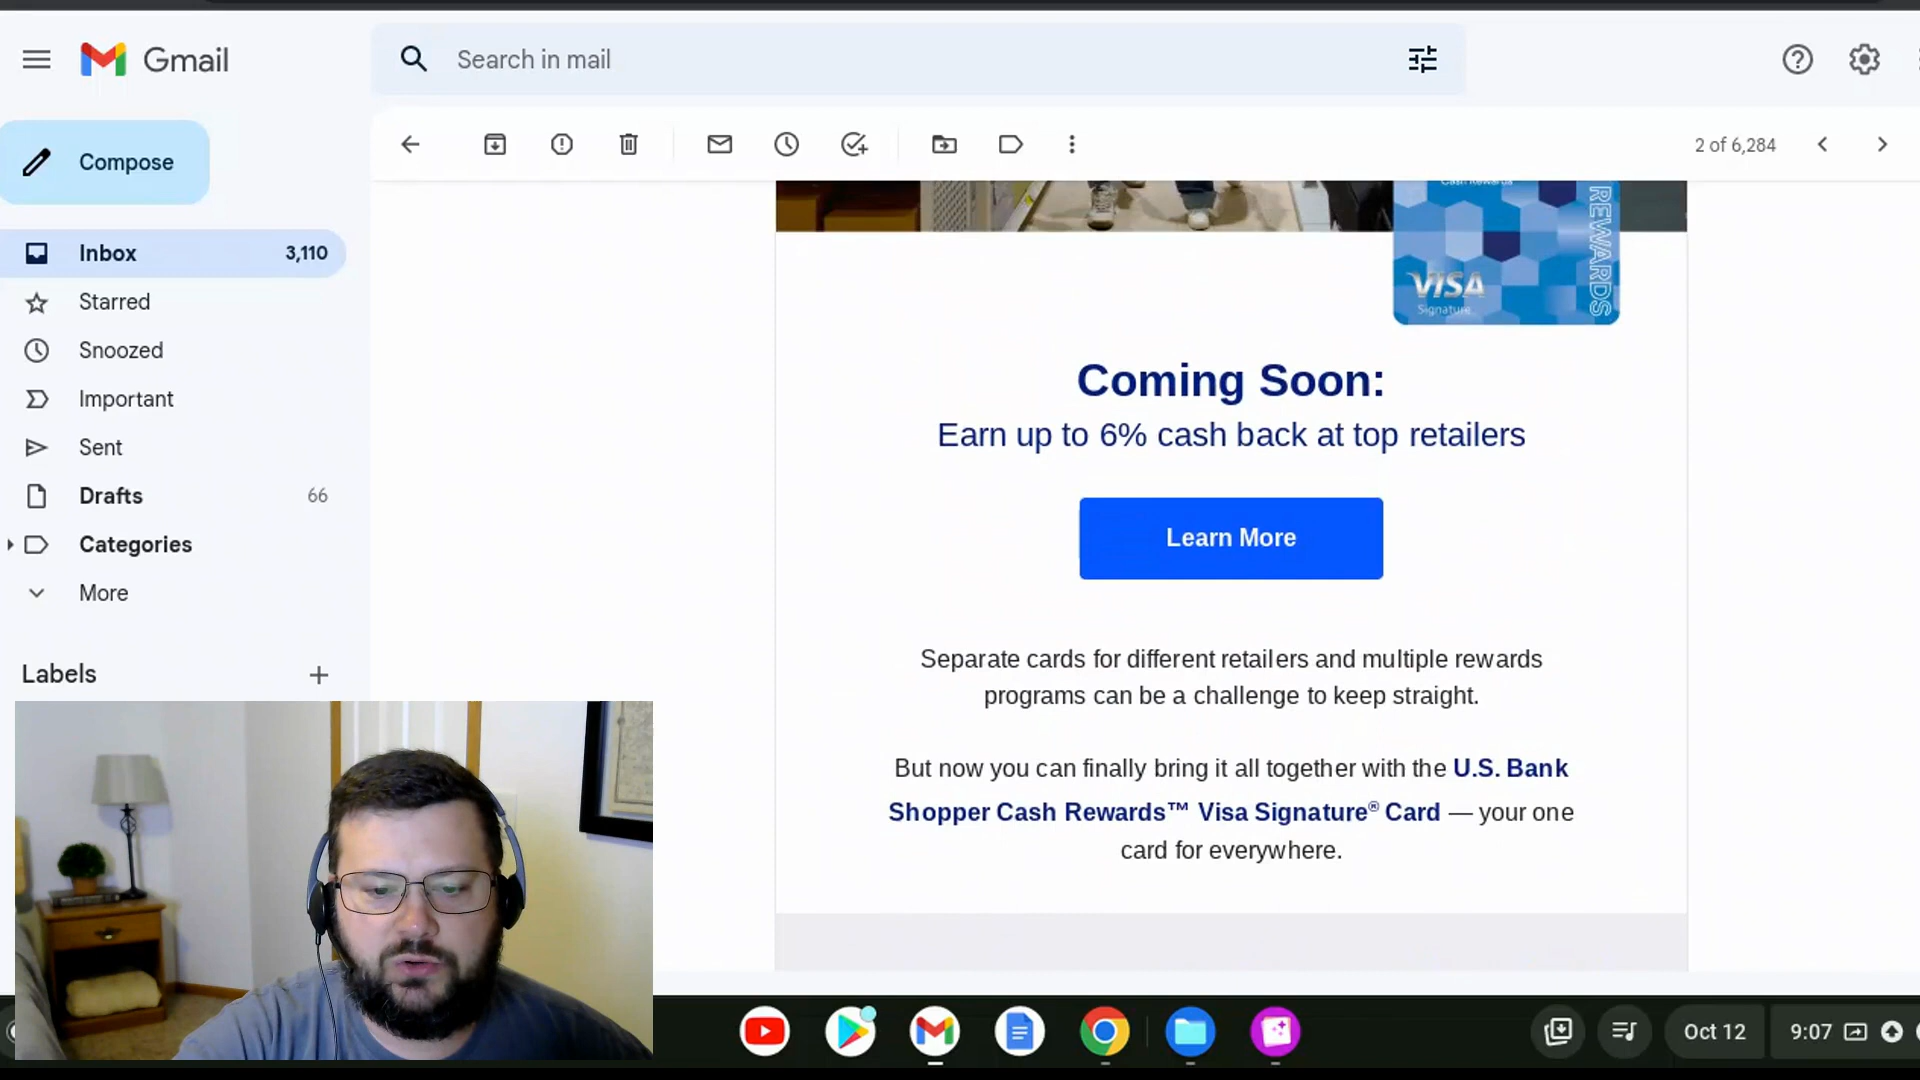 Gmail
Search in mail
Compose
2 of 6,284
Inbox 3,110
Starred
Snoozed
Important
Sent
Drafts 66
Categories
More
Labels
Cash Rewards
REWARDS
VISA
Signature
Coming Soon:
Earn up to 6% cash back at top retailers
Learn More
Separate cards for different retailers and multiple rewards
programs can be a challenge to keep straight.
But now you can finally bring it all together with the U.S. Bank
Shopper Cash Rewards™ Visa Signature® Card — your one
card for everywhere.
Oct 12
9:07